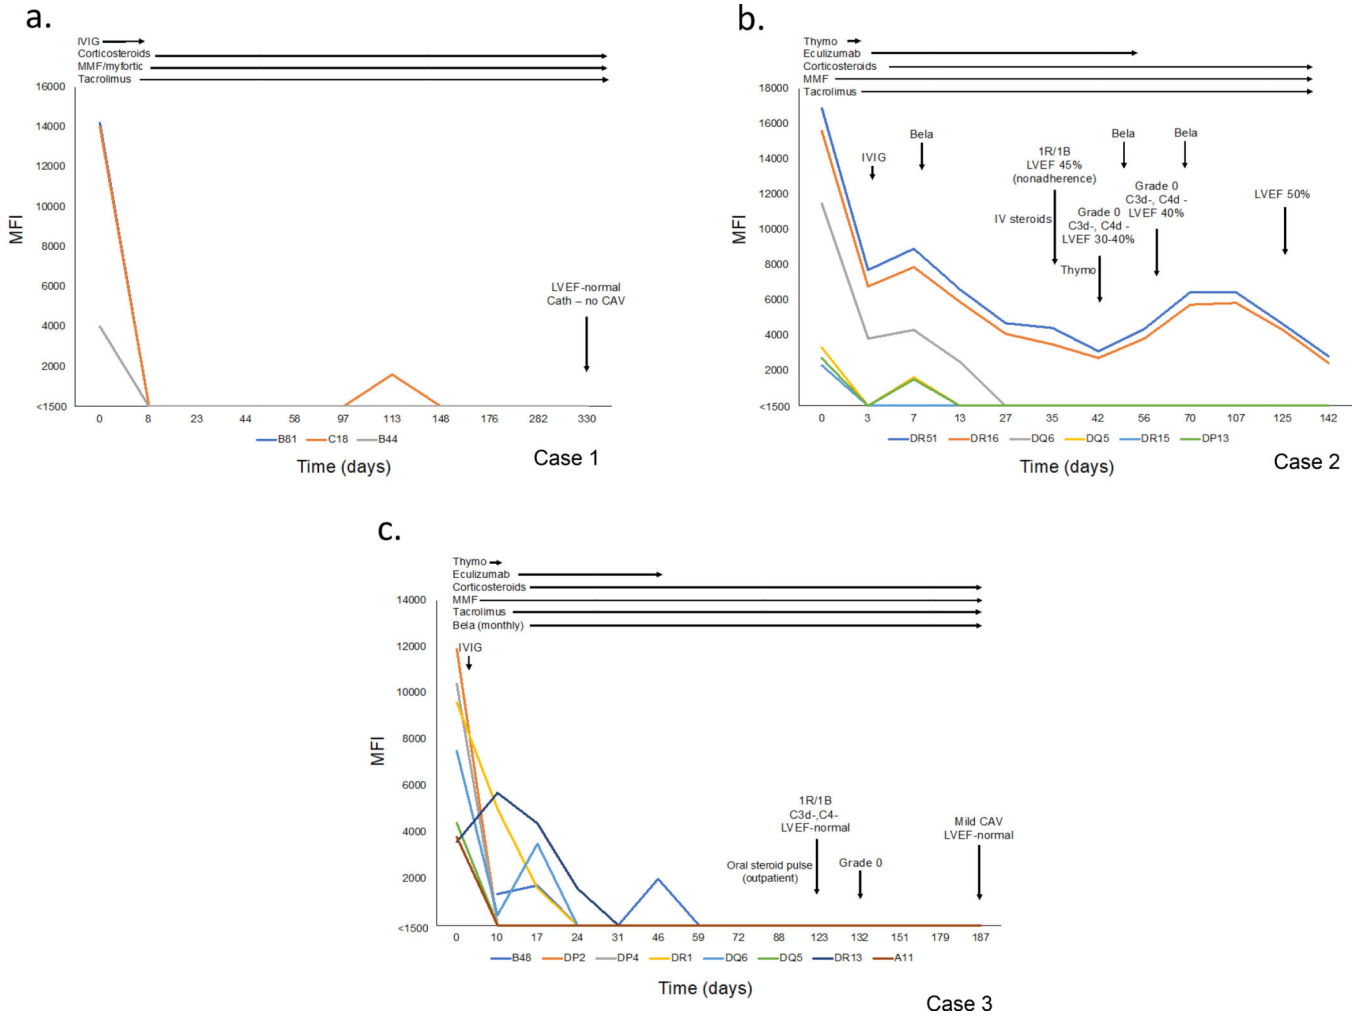 a.
IVIG
Corticosteroids
MMF/myfortic
Tacrolimus
16000
14000
12000
10000
8000
6000
4000
2000
<1500
MFI
LVEF-normal
Cath – no CAV
0 8 23 44 58 97 113 148 176 282 330
B81 C18 B44
Time (days)
Case 1
b.
Thymo
Eculizumab
Corticosteroids
MMF
Tacrolimus
18000
16000
14000
12000
10000
8000
6000
4000
2000
<1500
MFI
IVIG
Bela
1R/1B
LVEF 45%
(nonadherence)
IV steroids
Grade 0
C3d-, C4d -
LVEF 30-40%
Thymo
Bela
Grade 0
C3d-, C4d -
LVEF 40%
Bela
LVEF 50%
0 3 7 13 27 35 42 56 70 107 125 142
DR51 DR16 DQ6 DQ5 DR15 DP13
Time (days)
Case 2
c.
Thymo
Eculizumab
Corticosteroids
MMF
Tacrolimus
Bela (monthly)
14000
12000
10000
8000
6000
4000
2000
<1500
MFI
IVIG
1R/1B
C3d-,C4-
LVEF-normal
Oral steroid pulse
(outpatient)
Grade 0
Mild CAV
LVEF-normal
0 10 17 24 31 46 59 72 88 123 132 151 179 187
B48 DP2 DP4 DR1 DQ6 DQ5 DR13 A11
Time (days)
Case 3